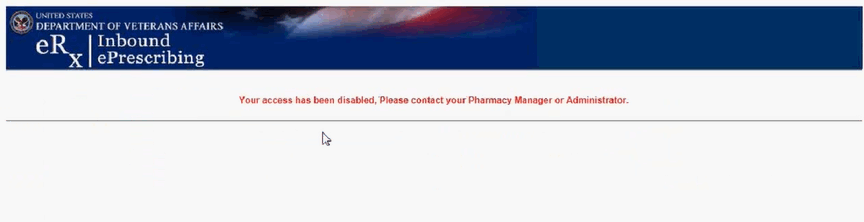 UNITED STATES
DEPARTMENT OF VETERANS AFFAIRS
eRx Inbound
ePrescribing
Your access has been disabled, Please contact your Pharmacy Manager or Administrator.